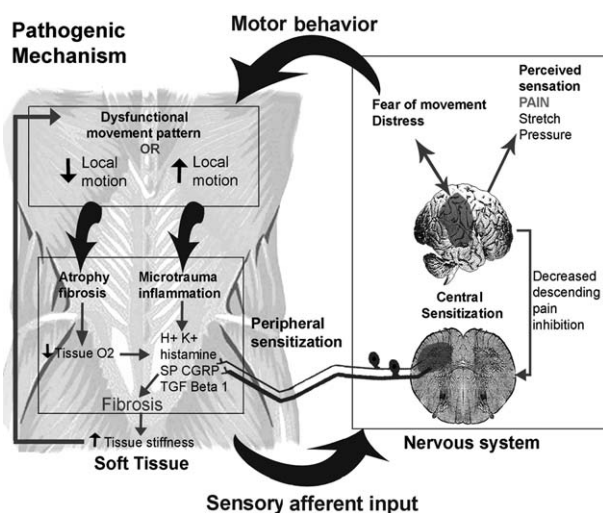 Motor behavior
Pathogenic
Mechanism
Dysfunctional
movement pattern
OR
Local
motion
Local
motion
Atrophy
fibrosis
Microtrauma
inflammation
Tissue O2
H+ K+
histamine
SP CGRP
TGF Beta 1
Fibrosis
Tissue stiffness
Soft Tissue
Peripheral
sensitization
Fear of movement
Distress
Perceived
sensation
PAIN
Stretch
Pressure
Central
Sensitization
Decreased
descending
pain
inhibition
Nervous system
Sensory afferent input